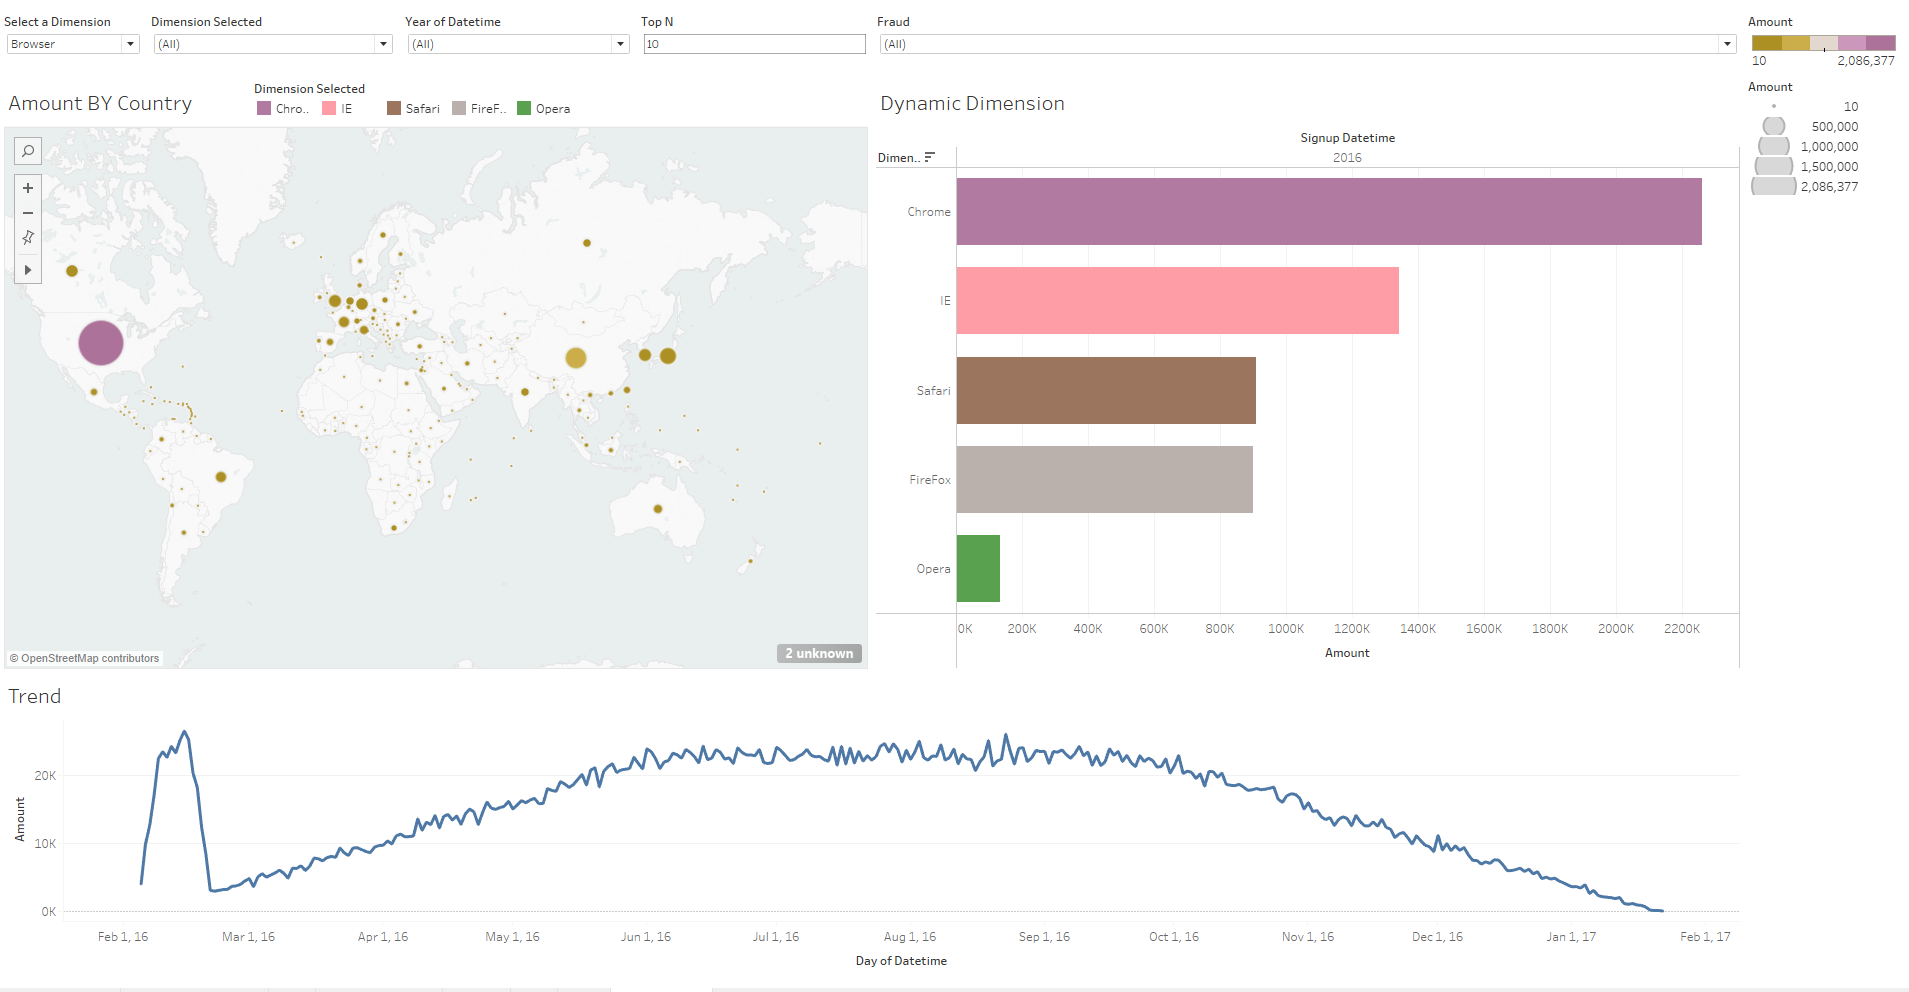 Select a Dimension
Dimension Selected
Year of Datetime
Top N
Fraud
Amount
Browser
(All)
(All)
10
(All)
10
2,086,377
Amount
10
500,000
1,000,000
1,500,000
2,086,377
Amount BY Country
Dimension Selected
Chro..
IE
Safari
FireF..
Opera
© OpenStreetMap contributors
2 unknown
Dynamic Dimension
Signup Datetime
Dimen..
2016
Chrome
IE
Safari
FireFox
Opera
0K 200K 400K 600K 800K 1000K 1200K 1400K 1600K 1800K 2000K 2200K
Amount
Trend
Amount
20K
10K
0K
Feb 1, 16 Mar 1, 16 Apr 1, 16 May 1, 16 Jun 1, 16 Jul 1, 16 Aug 1, 16 Sep 1, 16 Oct 1, 16 Nov 1, 16 Dec 1, 16 Jan 1, 17 Feb 1, 17
Day of Datetime